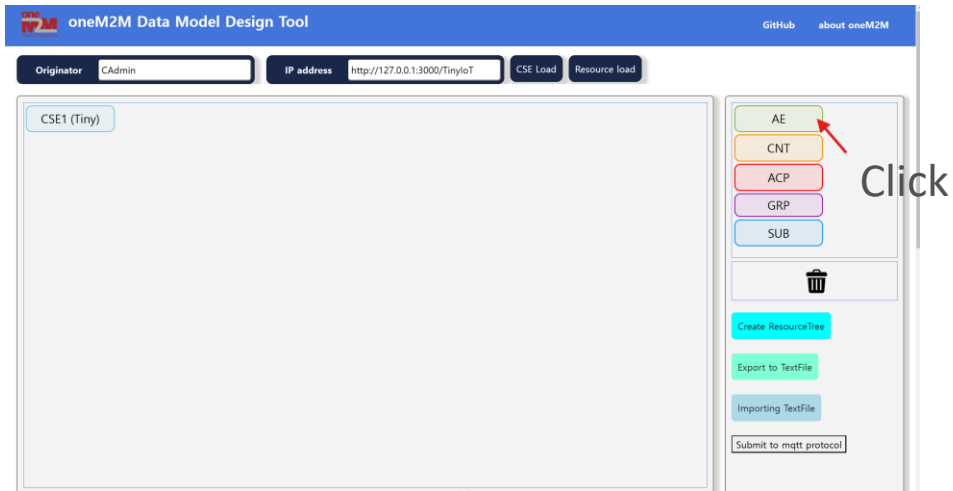 one
M2M
oneM2M Data Model Design Tool
GitHub
about oneM2M
Originator
CAdmin
IP address
http://127.0.0.1:3000/TinyIoT
CSE Load
Resource load
CSE1 (Tiny)
AE
CNT
ACP
GRP
SUB
Click
Create ResourceTree
Export to TextFile
Importing TextFile
Submit to mqtt protocol